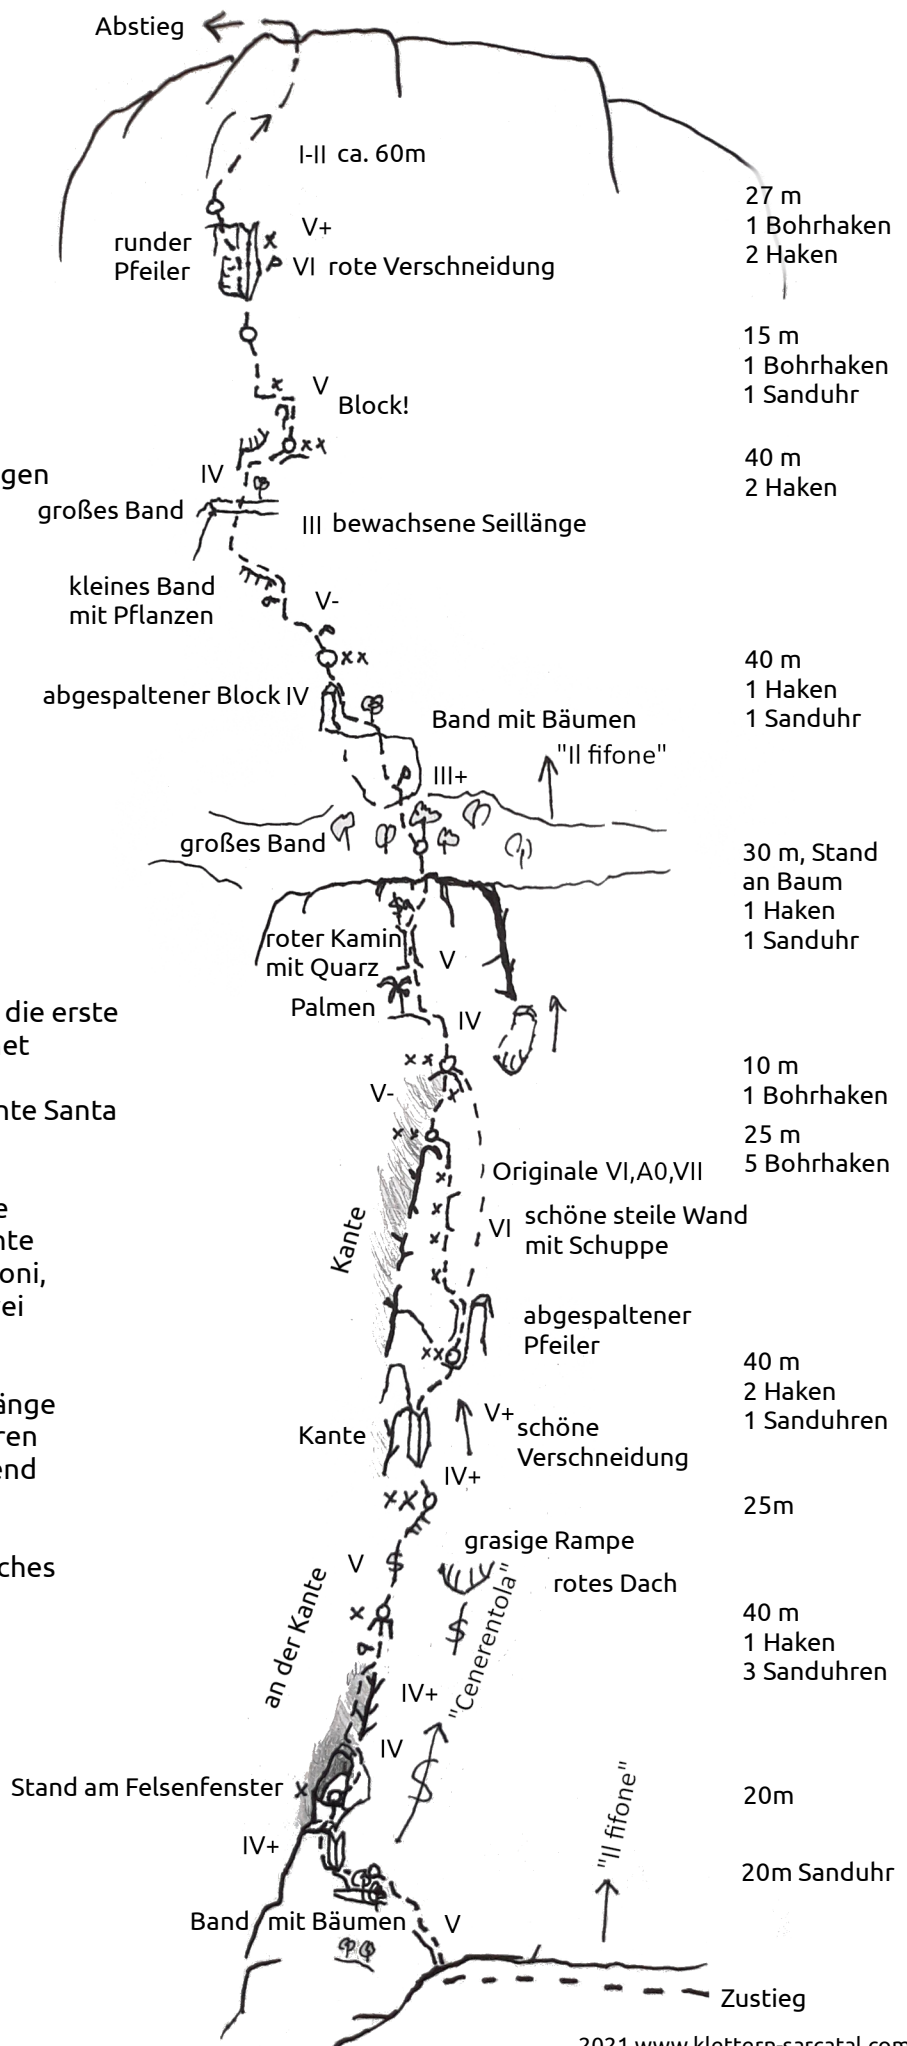 Abstieg
I-II ca. 60m
27 m
1 Bohrhaken
2 Haken
V+
runder
Pfeiler
VI rote Verschneidung
15 m
1 Bohrhaken
1 Sanduhr
V
Block!
40 m
2 Haken
IV
gen
großes Band
III bewachsene Seillänge
kleines Band
mit Pflanzen
V-
40 m
1 Haken
1 Sanduhr
abgespaltener Block IV
Band mit Bäumen
"Il fifone"
III+
großes Band
30 m, Stand
an Baum
1 Haken
1 Sanduhr
roter Kamin
mit Quarz
V
Palmen
IV
die erste
et
10 m
1 Bohrhaken
V-
nte Santa
25 m
5 Bohrhaken
Originale VI,A0,VII
Kante
VI schöne steile Wand
mit Schuppe
e
nte
oni,
ei
abgespaltener
Pfeiler
40 m
2 Haken
1 Sanduhren
änge
ren
end
Kante
V+
schöne
Verschneidung
IV+
25m
grasige Rampe
V
rotes Dach
ches
an der Kante
"Cenerentola"
40 m
1 Haken
3 Sanduhren
IV+
IV
Stand am Felsenfenster
20m
IV+
"Il fifone"
20m Sanduhr
Band mit Bäumen
V
Zustieg
2021 www.klettern-sarcatal.com